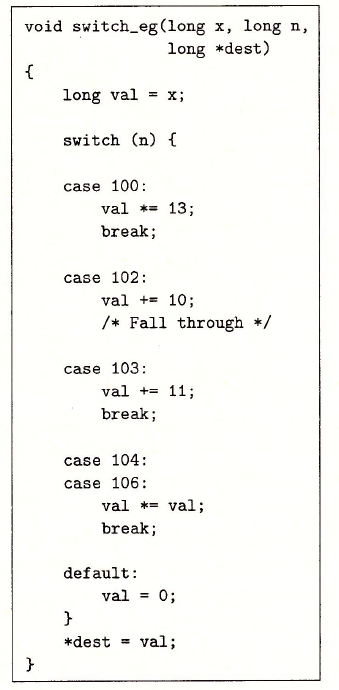 void switch_eg(long x, long n,
               long *dest)
{
    long val = x;

    switch (n) {

    case 100:
        val *= 13;
        break;

    case 102:
        val += 10;
        /* Fall through */

    case 103:
        val += 11;
        break;

    case 104:
    case 106:
        val *= val;
        break;

    default:
        val = 0;
    }
    *dest = val;
}